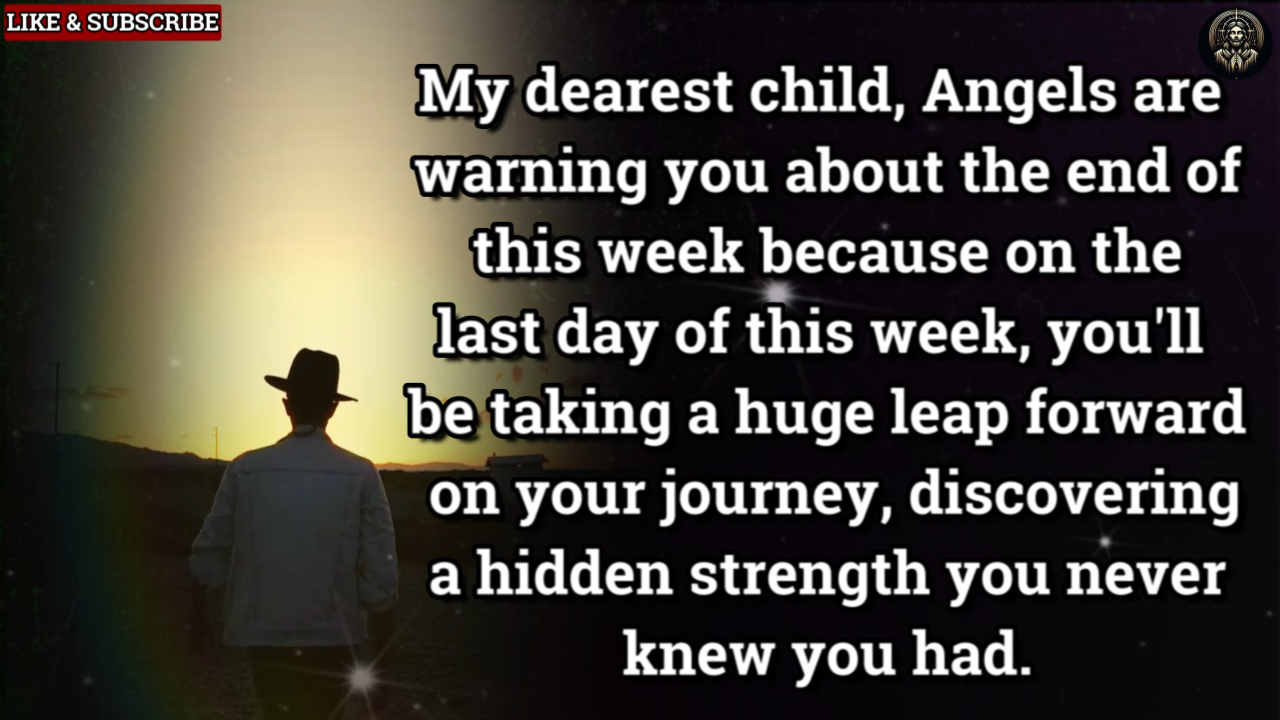 LIKE & SUBSCRIBE
My dearest child, Angels are
warning you about the end of
this week because on the
last day of this week, you'll
be taking a huge leap forward
on your journey, discovering
a hidden strength you never
knew you had.